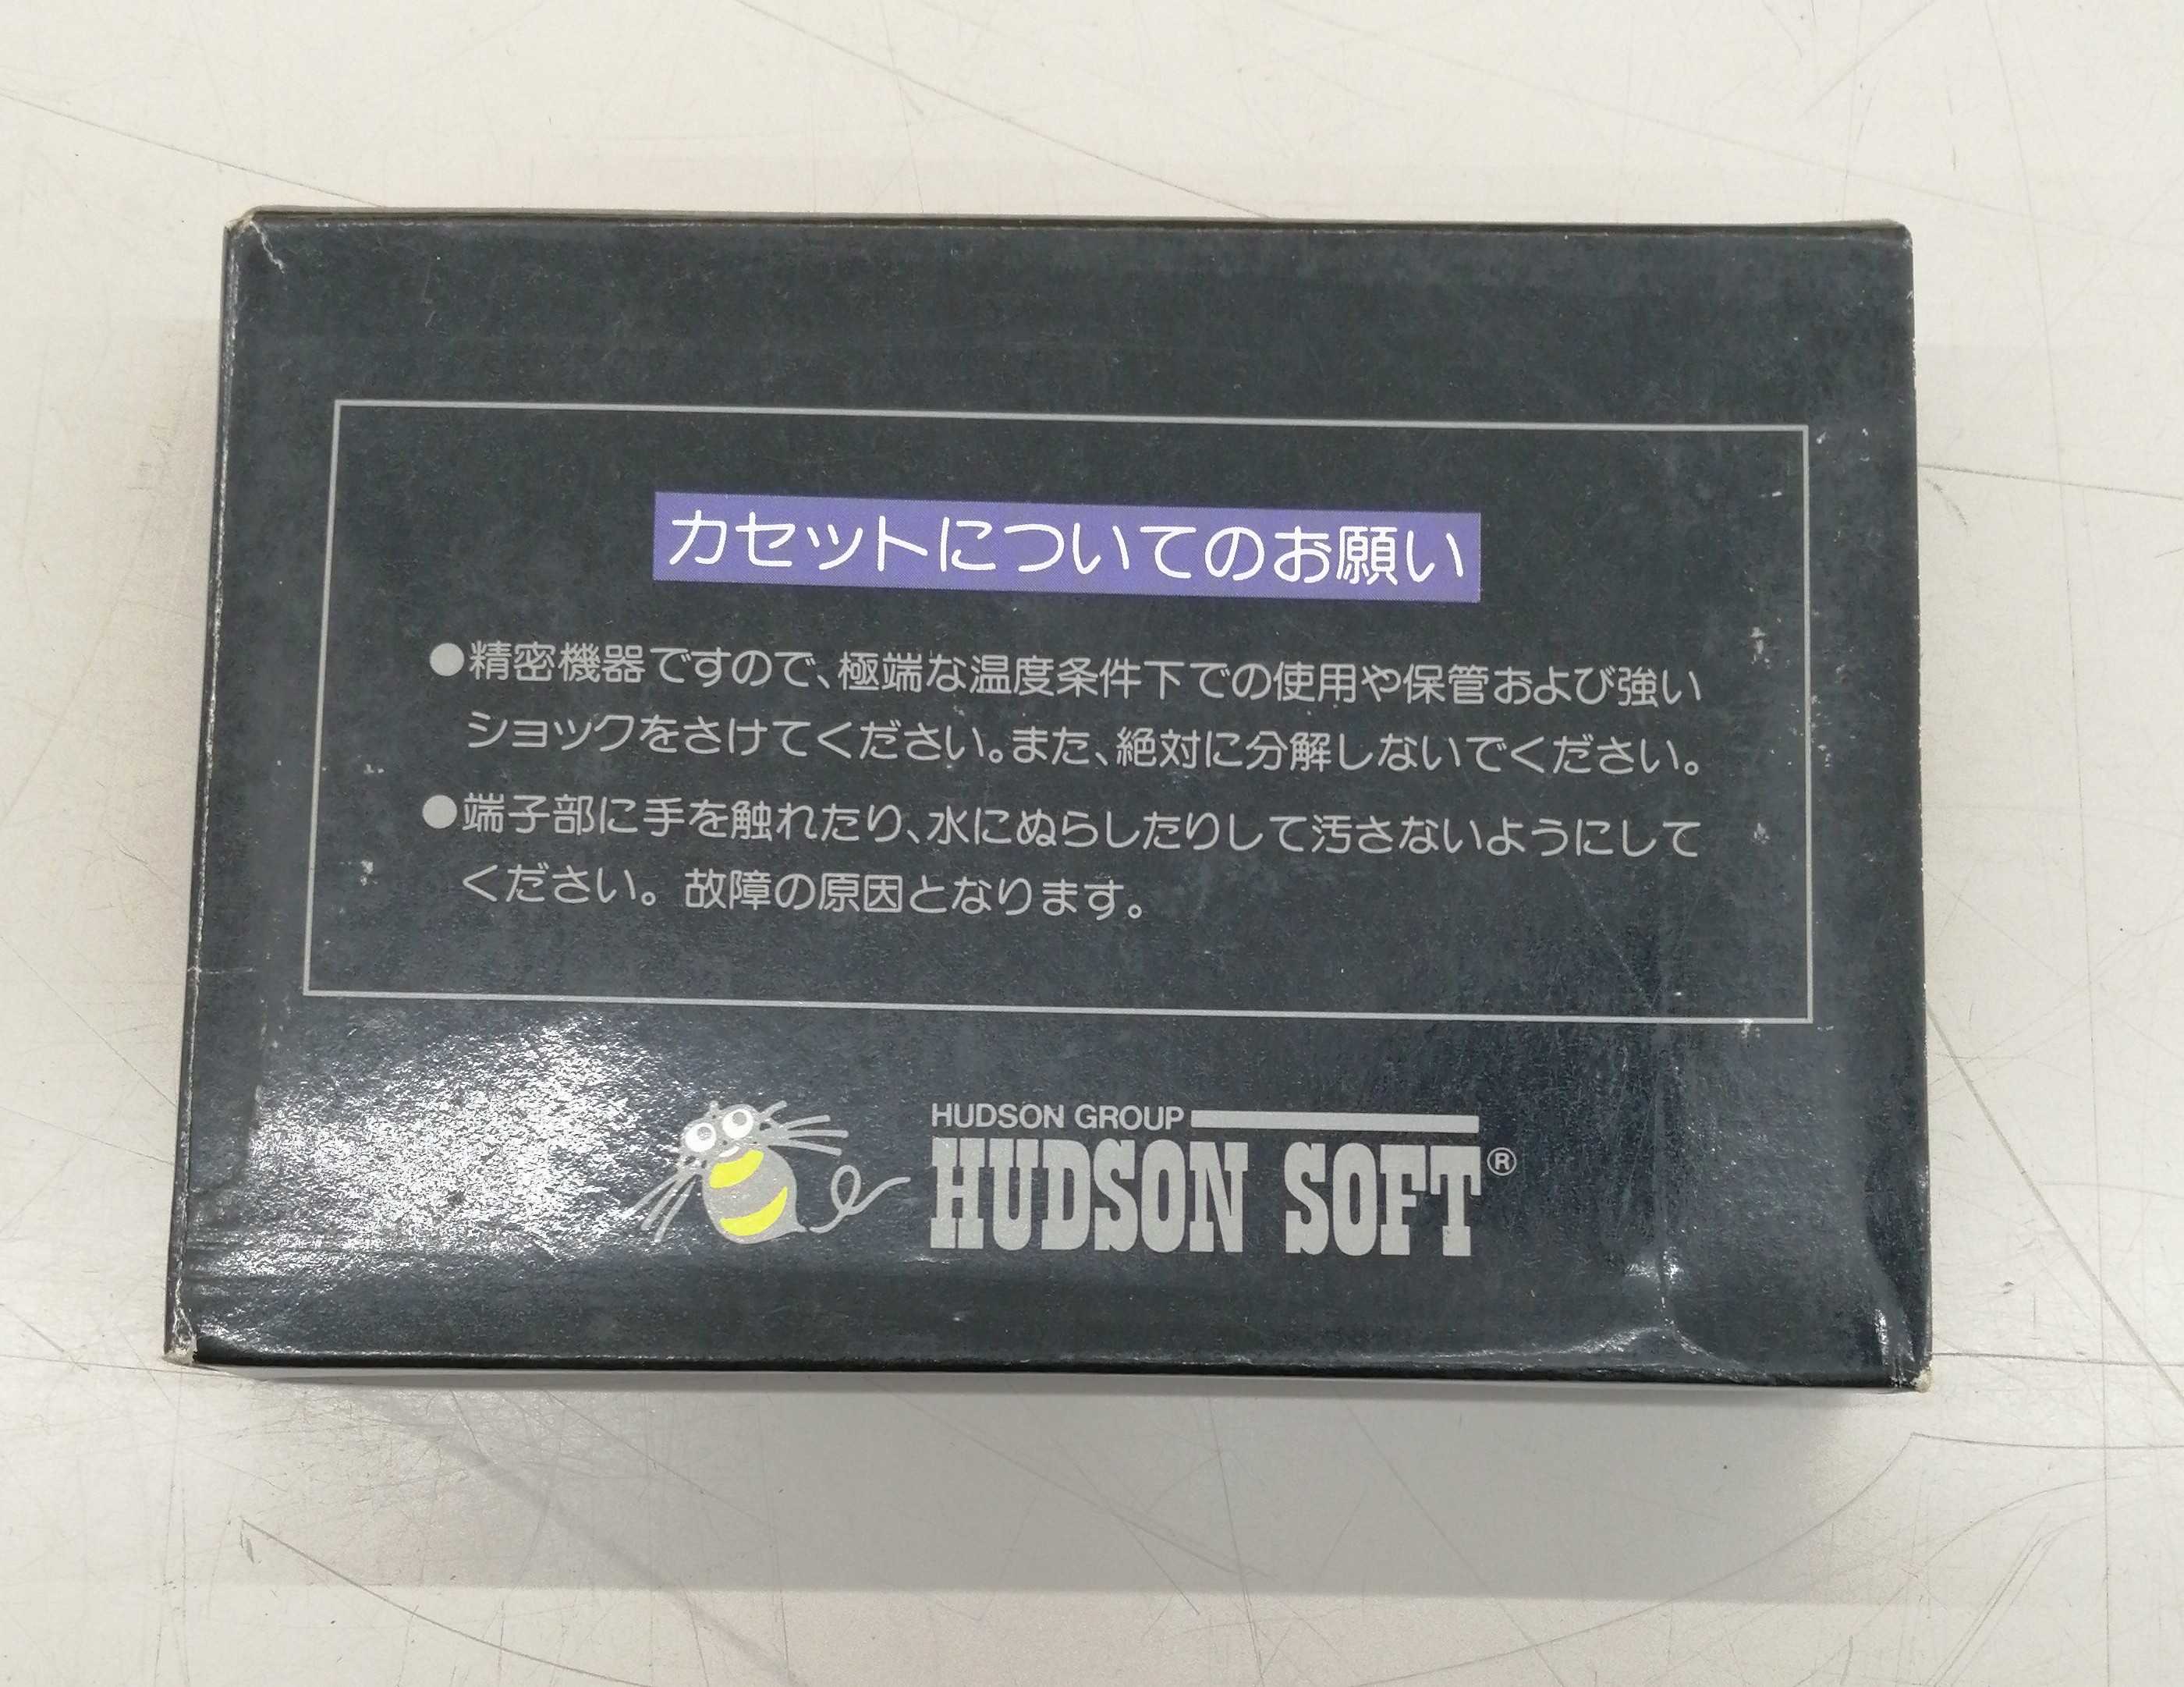 カセットについてのお願い
●精密機器ですので、極端な温度条件下での使用や保管および強い
ショックをさけてください。また、絶対に分解しないでください。
●端子部に手を触れたり、水にぬらしたりして汚さないようにして
ください。故障の原因となります。
HUDSON GROUP
HUDSON SOFT®